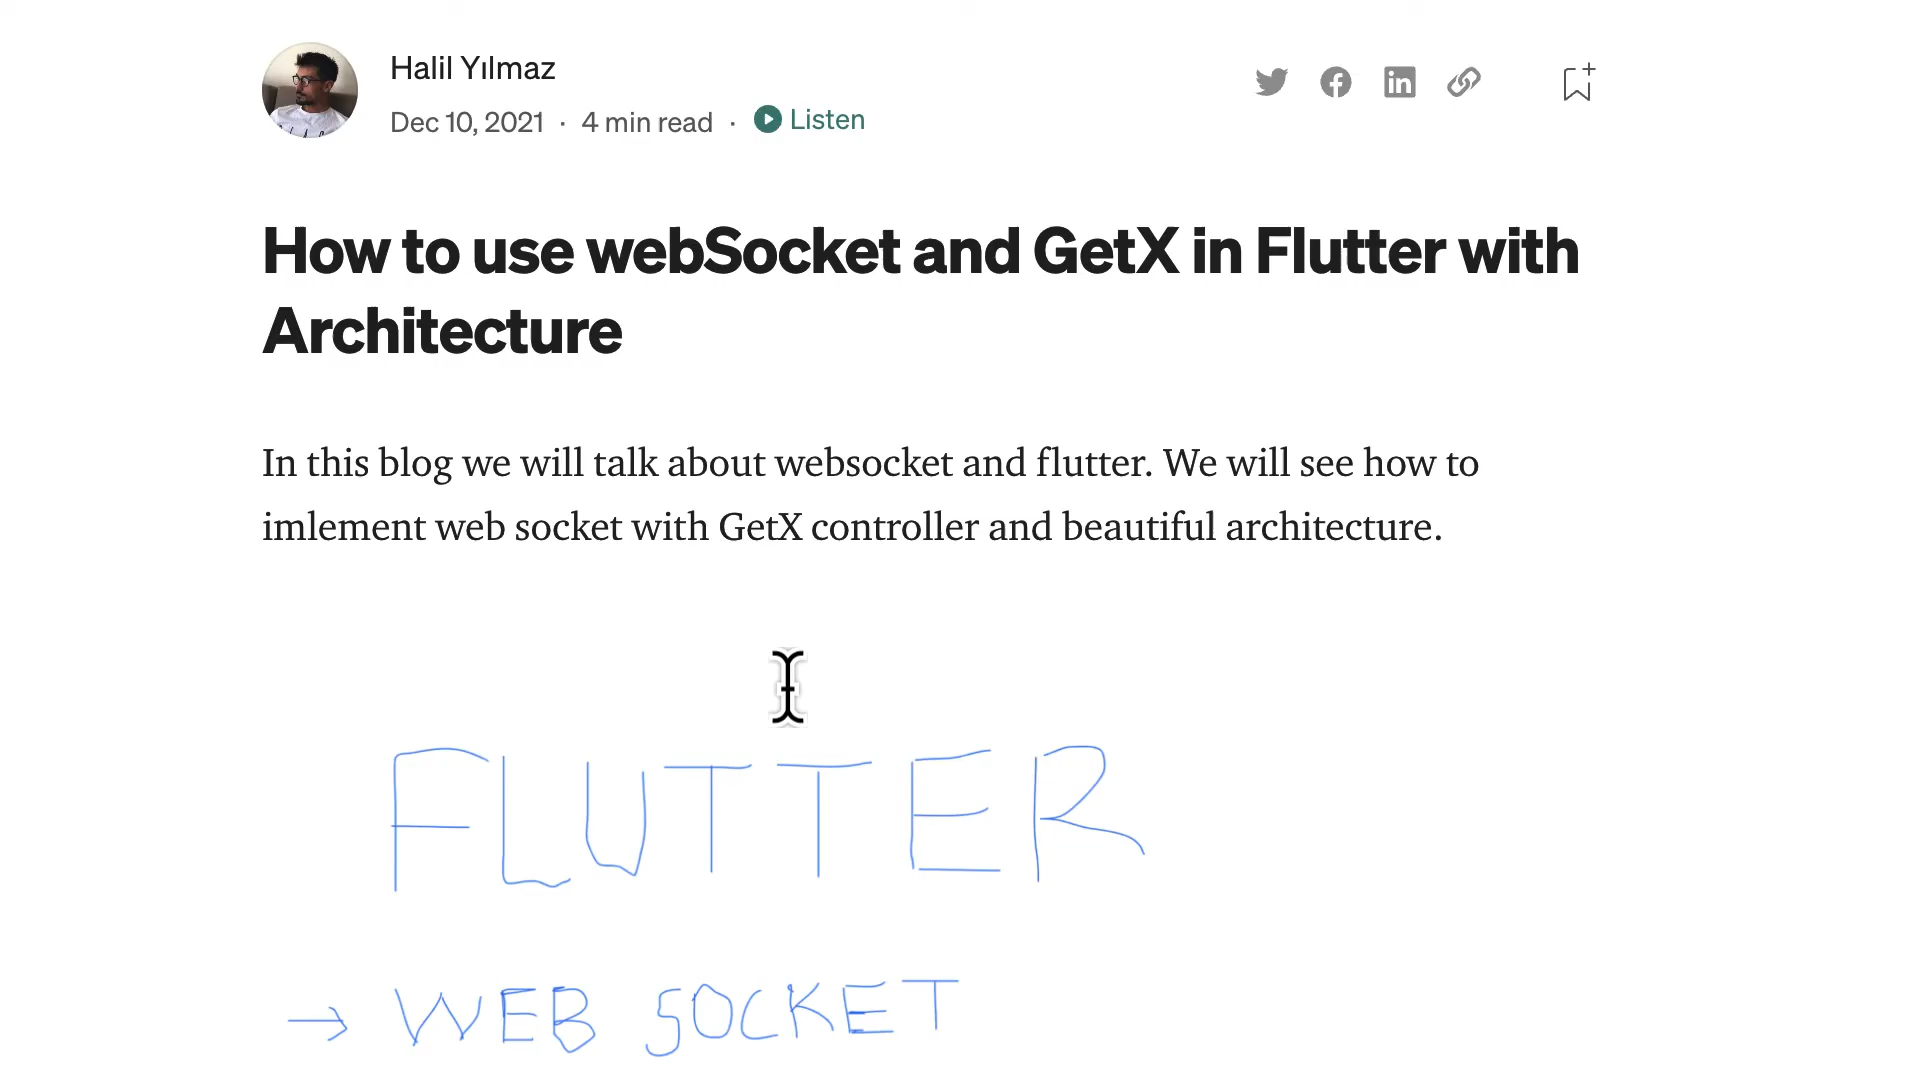 Halil Yılmaz
Dec 10, 2021 · 4 min read · Listen
How to use webSocket and GetX in Flutter with
Architecture
In this blog we will talk about websocket and flutter. We will see how to
imlement web socket with GetX controller and beautiful architecture.
FLUTTER
→ WEB SOCKET